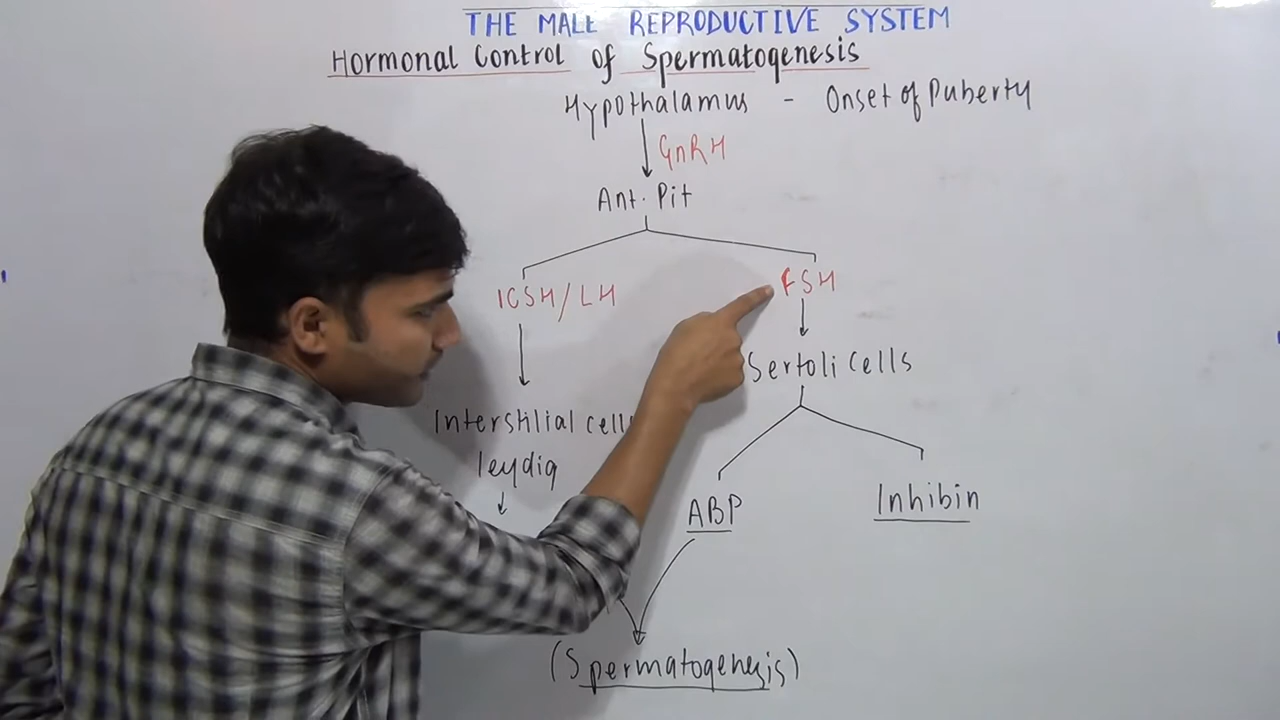 THE MALE REPRODUCTIVE SYSTEM
Hormonal Control of Spermatogenesis
Hypothalamus - Onset of Puberty
GnRH
Ant. Pit
ICSH/LH
FSH
Sertoli cells
Interstilial cell
leydig
ABP
Inhibin
(Spermatogenesis)